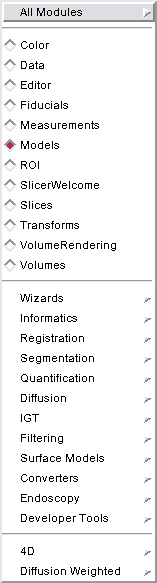 All Modules
Color
Data
Editor
Fiducials
Measurements
Models
ROI
SlicerWelcome
Slices
Transforms
VolumeRendering
Volumes
Wizards
Informatics
Registration
Segmentation
Quantification
Diffusion
IGT
Filtering
Surface Models
Converters
Endoscopy
Developer Tools
4D
Diffusion Weighted